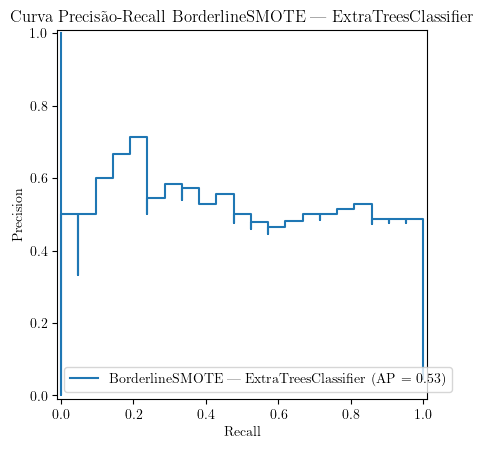 Curva Precisão-Recall BorderlineSMOTE — ExtraTreesClassifier
1.0
0.8
0.6
0.4
0.2
0.0
Precision
BorderlineSMOTE — ExtraTreesClassifier (AP = 0.53)
0.0 0.2 0.4 0.6 0.8 1.0
Recall